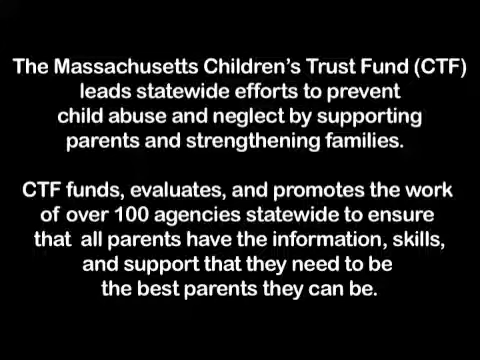 The Massachusetts Children's Trust Fund (CTF)
leads statewide efforts to prevent
child abuse and neglect by supporting
parents and strengthening families.
CTF funds, evaluates, and promotes the work
of over 100 agencies statewide to ensure
that all parents have the information, skills,
and support that they need to be
the best parents they can be.